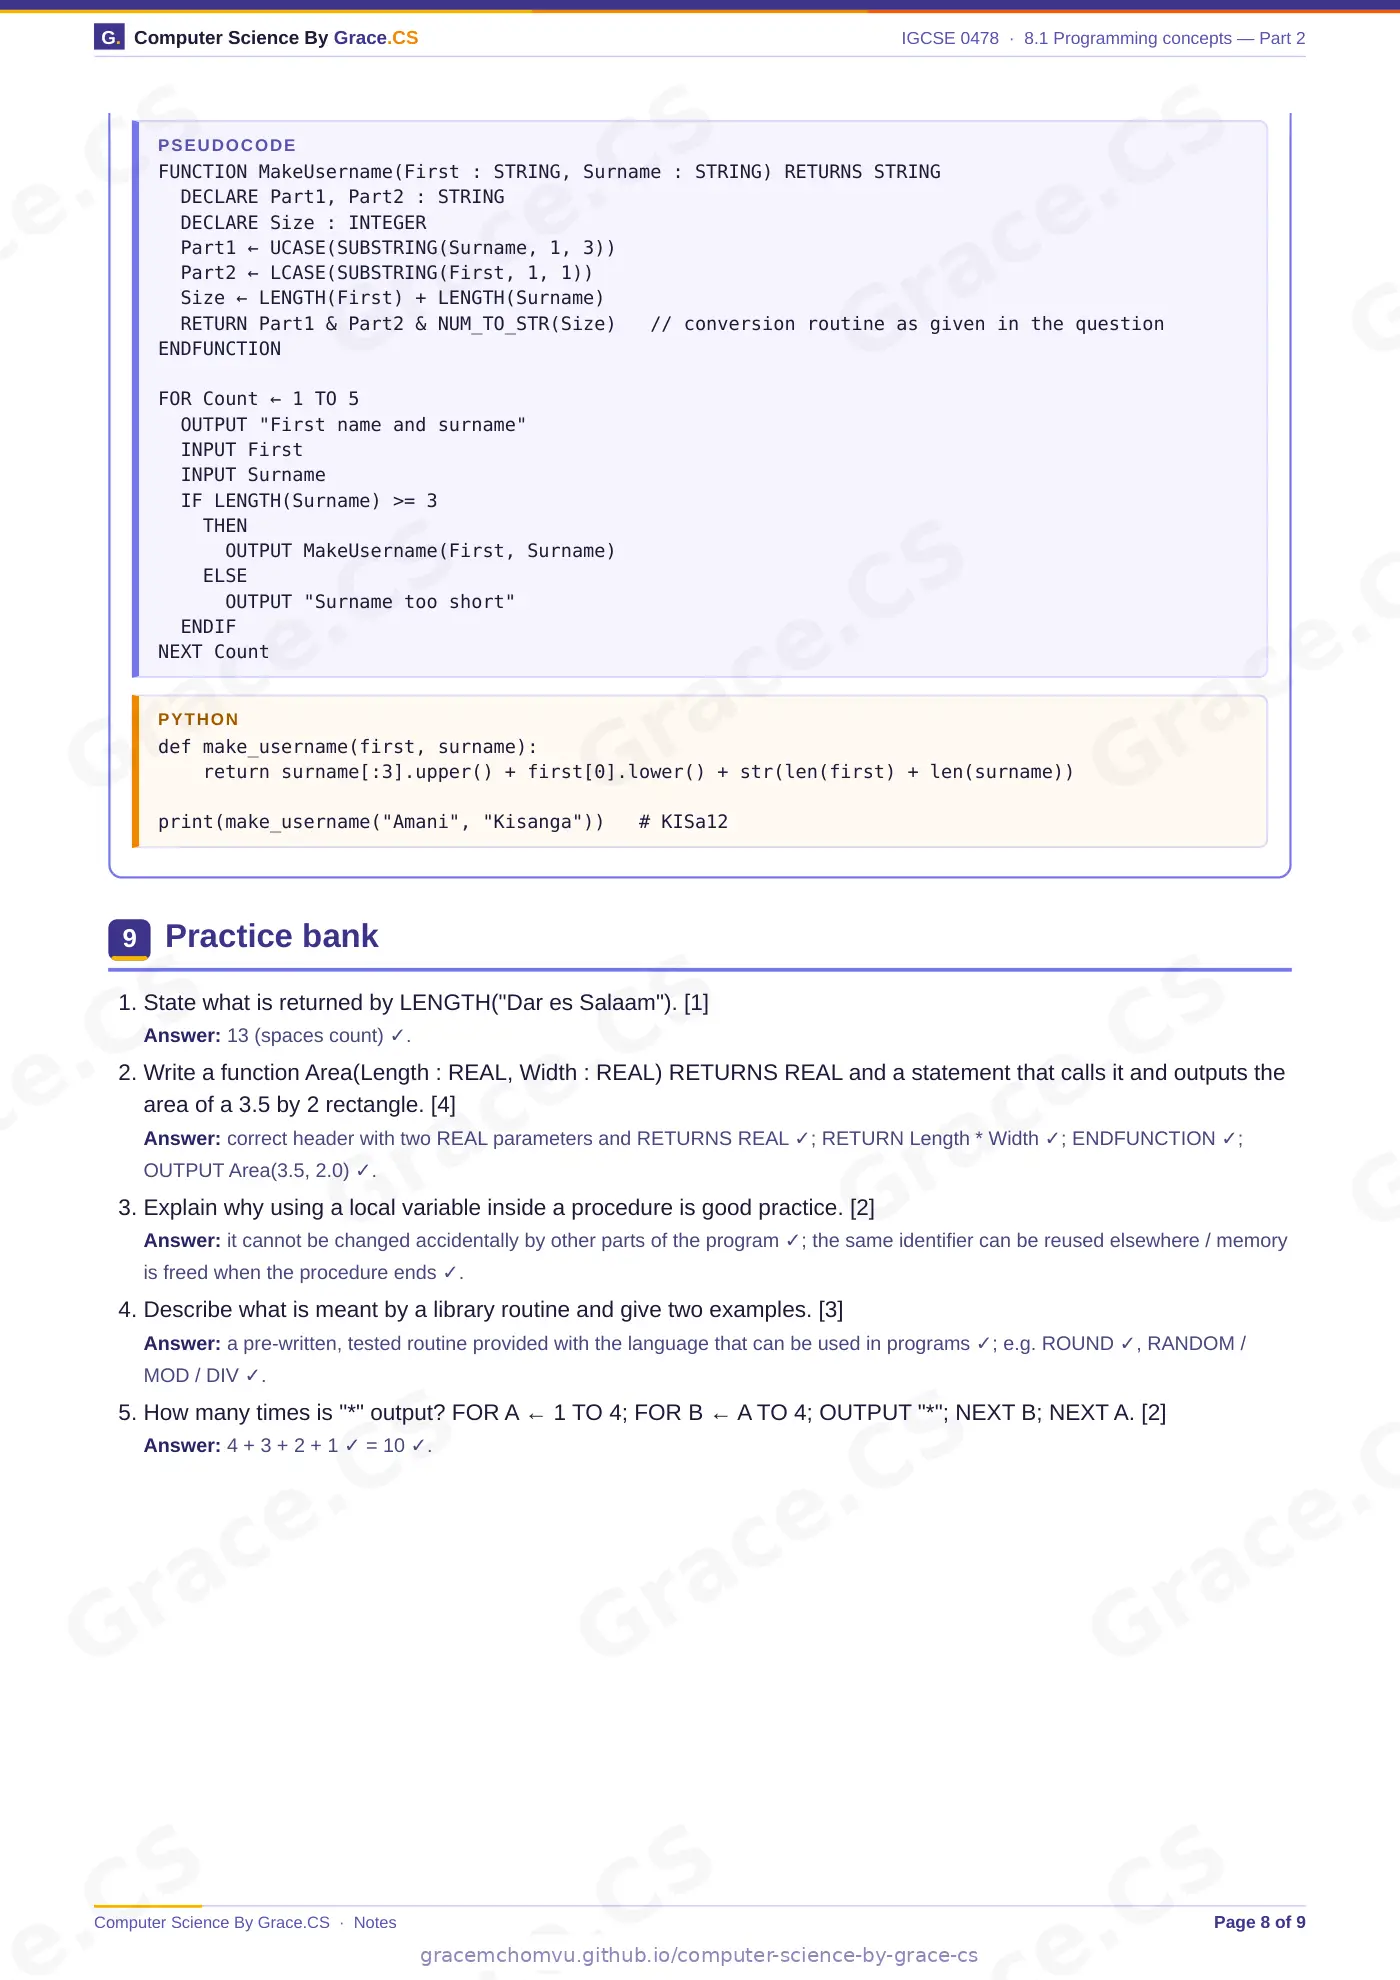 G. Computer Science By Grace.CS
IGCSE 0478 · 8.1 Programming concepts — Part 2
PSEUDOCODE
FUNCTION MakeUsername(First : STRING, Surname : STRING) RETURNS STRING
  DECLARE Part1, Part2 : STRING
  DECLARE Size : INTEGER
  Part1 ← UCASE(SUBSTRING(Surname, 1, 3))
  Part2 ← LCASE(SUBSTRING(First, 1, 1))
  Size ← LENGTH(First) + LENGTH(Surname)
  RETURN Part1 & Part2 & NUM_TO_STR(Size)   // conversion routine as given in the question
ENDFUNCTION
FOR Count ← 1 TO 5
  OUTPUT "First name and surname"
  INPUT First
  INPUT Surname
  IF LENGTH(Surname) >= 3
    THEN
      OUTPUT MakeUsername(First, Surname)
    ELSE
      OUTPUT "Surname too short"
  ENDIF
NEXT Count
PYTHON
def make_username(first, surname):
    return surname[:3].upper() + first[0].lower() + str(len(first) + len(surname))
print(make_username("Amani", "Kisanga"))   # KISa12
9 Practice bank
1. State what is returned by LENGTH("Dar es Salaam"). [1]
Answer: 13 (spaces count) ✓.
2. Write a function Area(Length : REAL, Width : REAL) RETURNS REAL and a statement that calls it and outputs the
area of a 3.5 by 2 rectangle. [4]
Answer: correct header with two REAL parameters and RETURNS REAL ✓; RETURN Length * Width ✓; ENDFUNCTION ✓;
OUTPUT Area(3.5, 2.0) ✓.
3. Explain why using a local variable inside a procedure is good practice. [2]
Answer: it cannot be changed accidentally by other parts of the program ✓; the same identifier can be reused elsewhere / memory
is freed when the procedure ends ✓.
4. Describe what is meant by a library routine and give two examples. [3]
Answer: a pre-written, tested routine provided with the language that can be used in programs ✓; e.g. ROUND ✓, RANDOM /
MOD / DIV ✓.
5. How many times is "*" output? FOR A ← 1 TO 4; FOR B ← A TO 4; OUTPUT "*"; NEXT B; NEXT A. [2]
Answer: 4 + 3 + 2 + 1 ✓ = 10 ✓.
Computer Science By Grace.CS · Notes
Page 8 of 9
gracemchomvu.github.io/computer-science-by-grace-cs